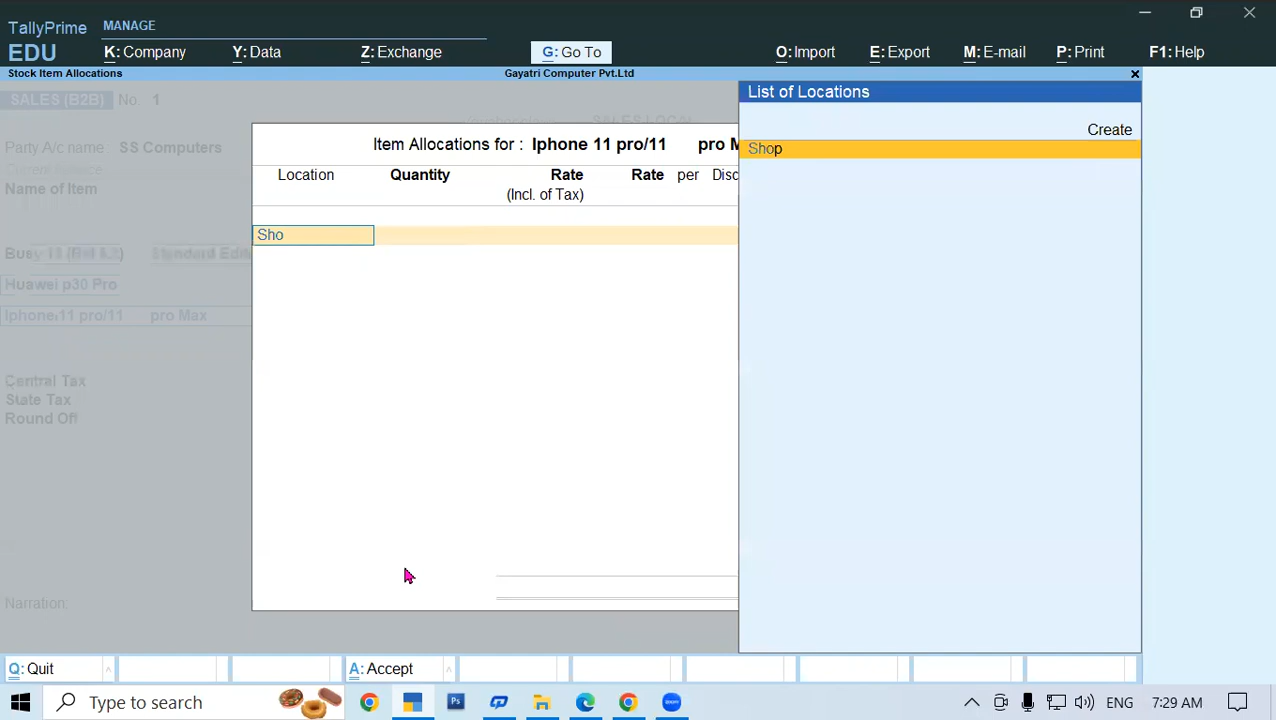 TallyPrime MANAGE
EDU K: Company Y: Data Z: Exchange G: Go To O: Import E: Export M: E-mail P: Print F1: Help
Stock Item Allocations Gayatri Computer Pvt.Ltd
SALES (B2B) No. 1
Party A/c name : SS Computers
Current balance
Name of Item
Huawei p30 Pro
Iphone 11 pro/11 pro Max
Central Tax
State Tax
Round Off
Narration:
Item Allocations for : Iphone 11 pro/11 pro M
Location Quantity Rate Rate per Disc
(Incl. of Tax)
Sho
List of Locations
Create
Shop
Q: Quit A: Accept
Type to search ENG 7:29 AM